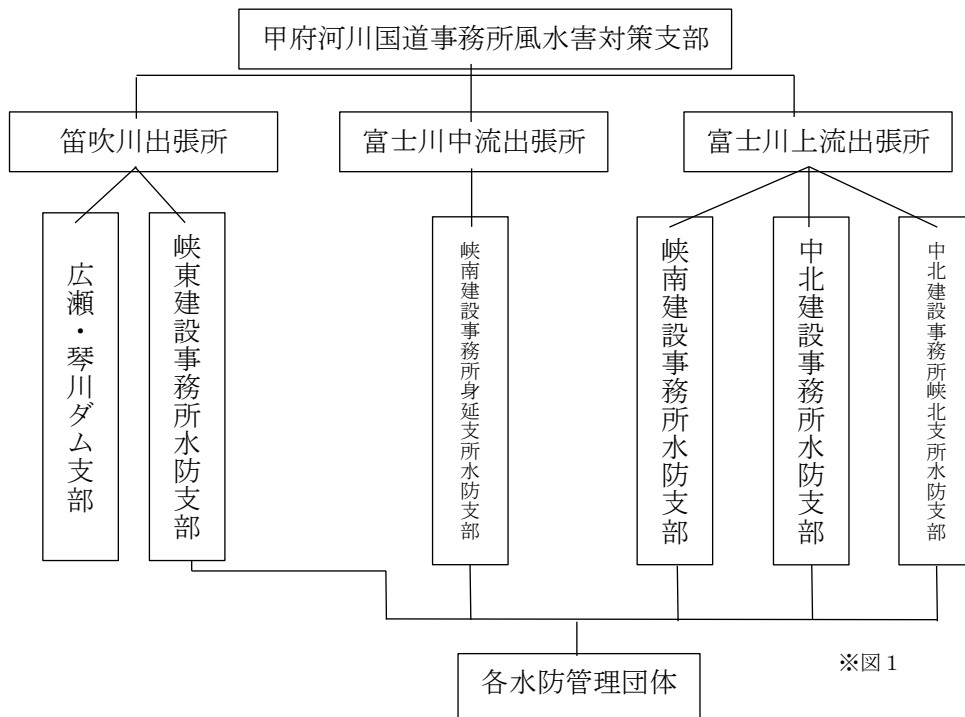 甲府河川国道事務所風水害対策支部
笛吹川出張所
富士川中流出張所
富士川上流出張所
広瀬・琴川ダム支部
峡東建設事務所水防支部
峡南建設事務所身延支所水防支部
峡南建設事務所水防支部
中北建設事務所水防支部
中北建設事務所峡北支所水防支部
※図1
各水防管理団体